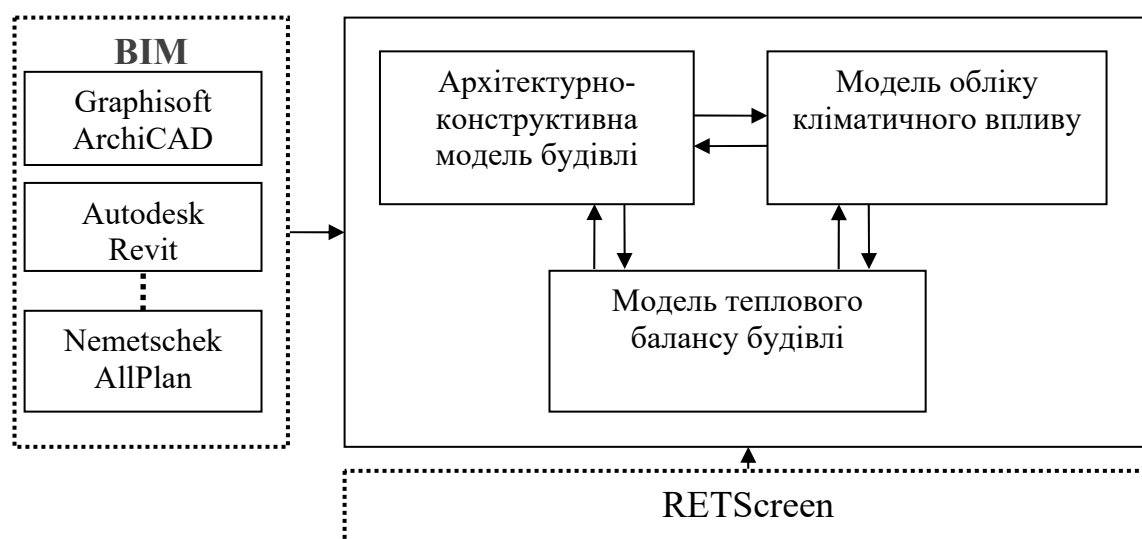 BIM
Graphisoft
ArchiCAD
Autodesk
Revit
Nemetschek
AllPlan
Архітектурно-
конструктивна
модель будівлі
Модель обліку
кліматичного впливу
Модель теплового
балансу будівлі
RETScreen